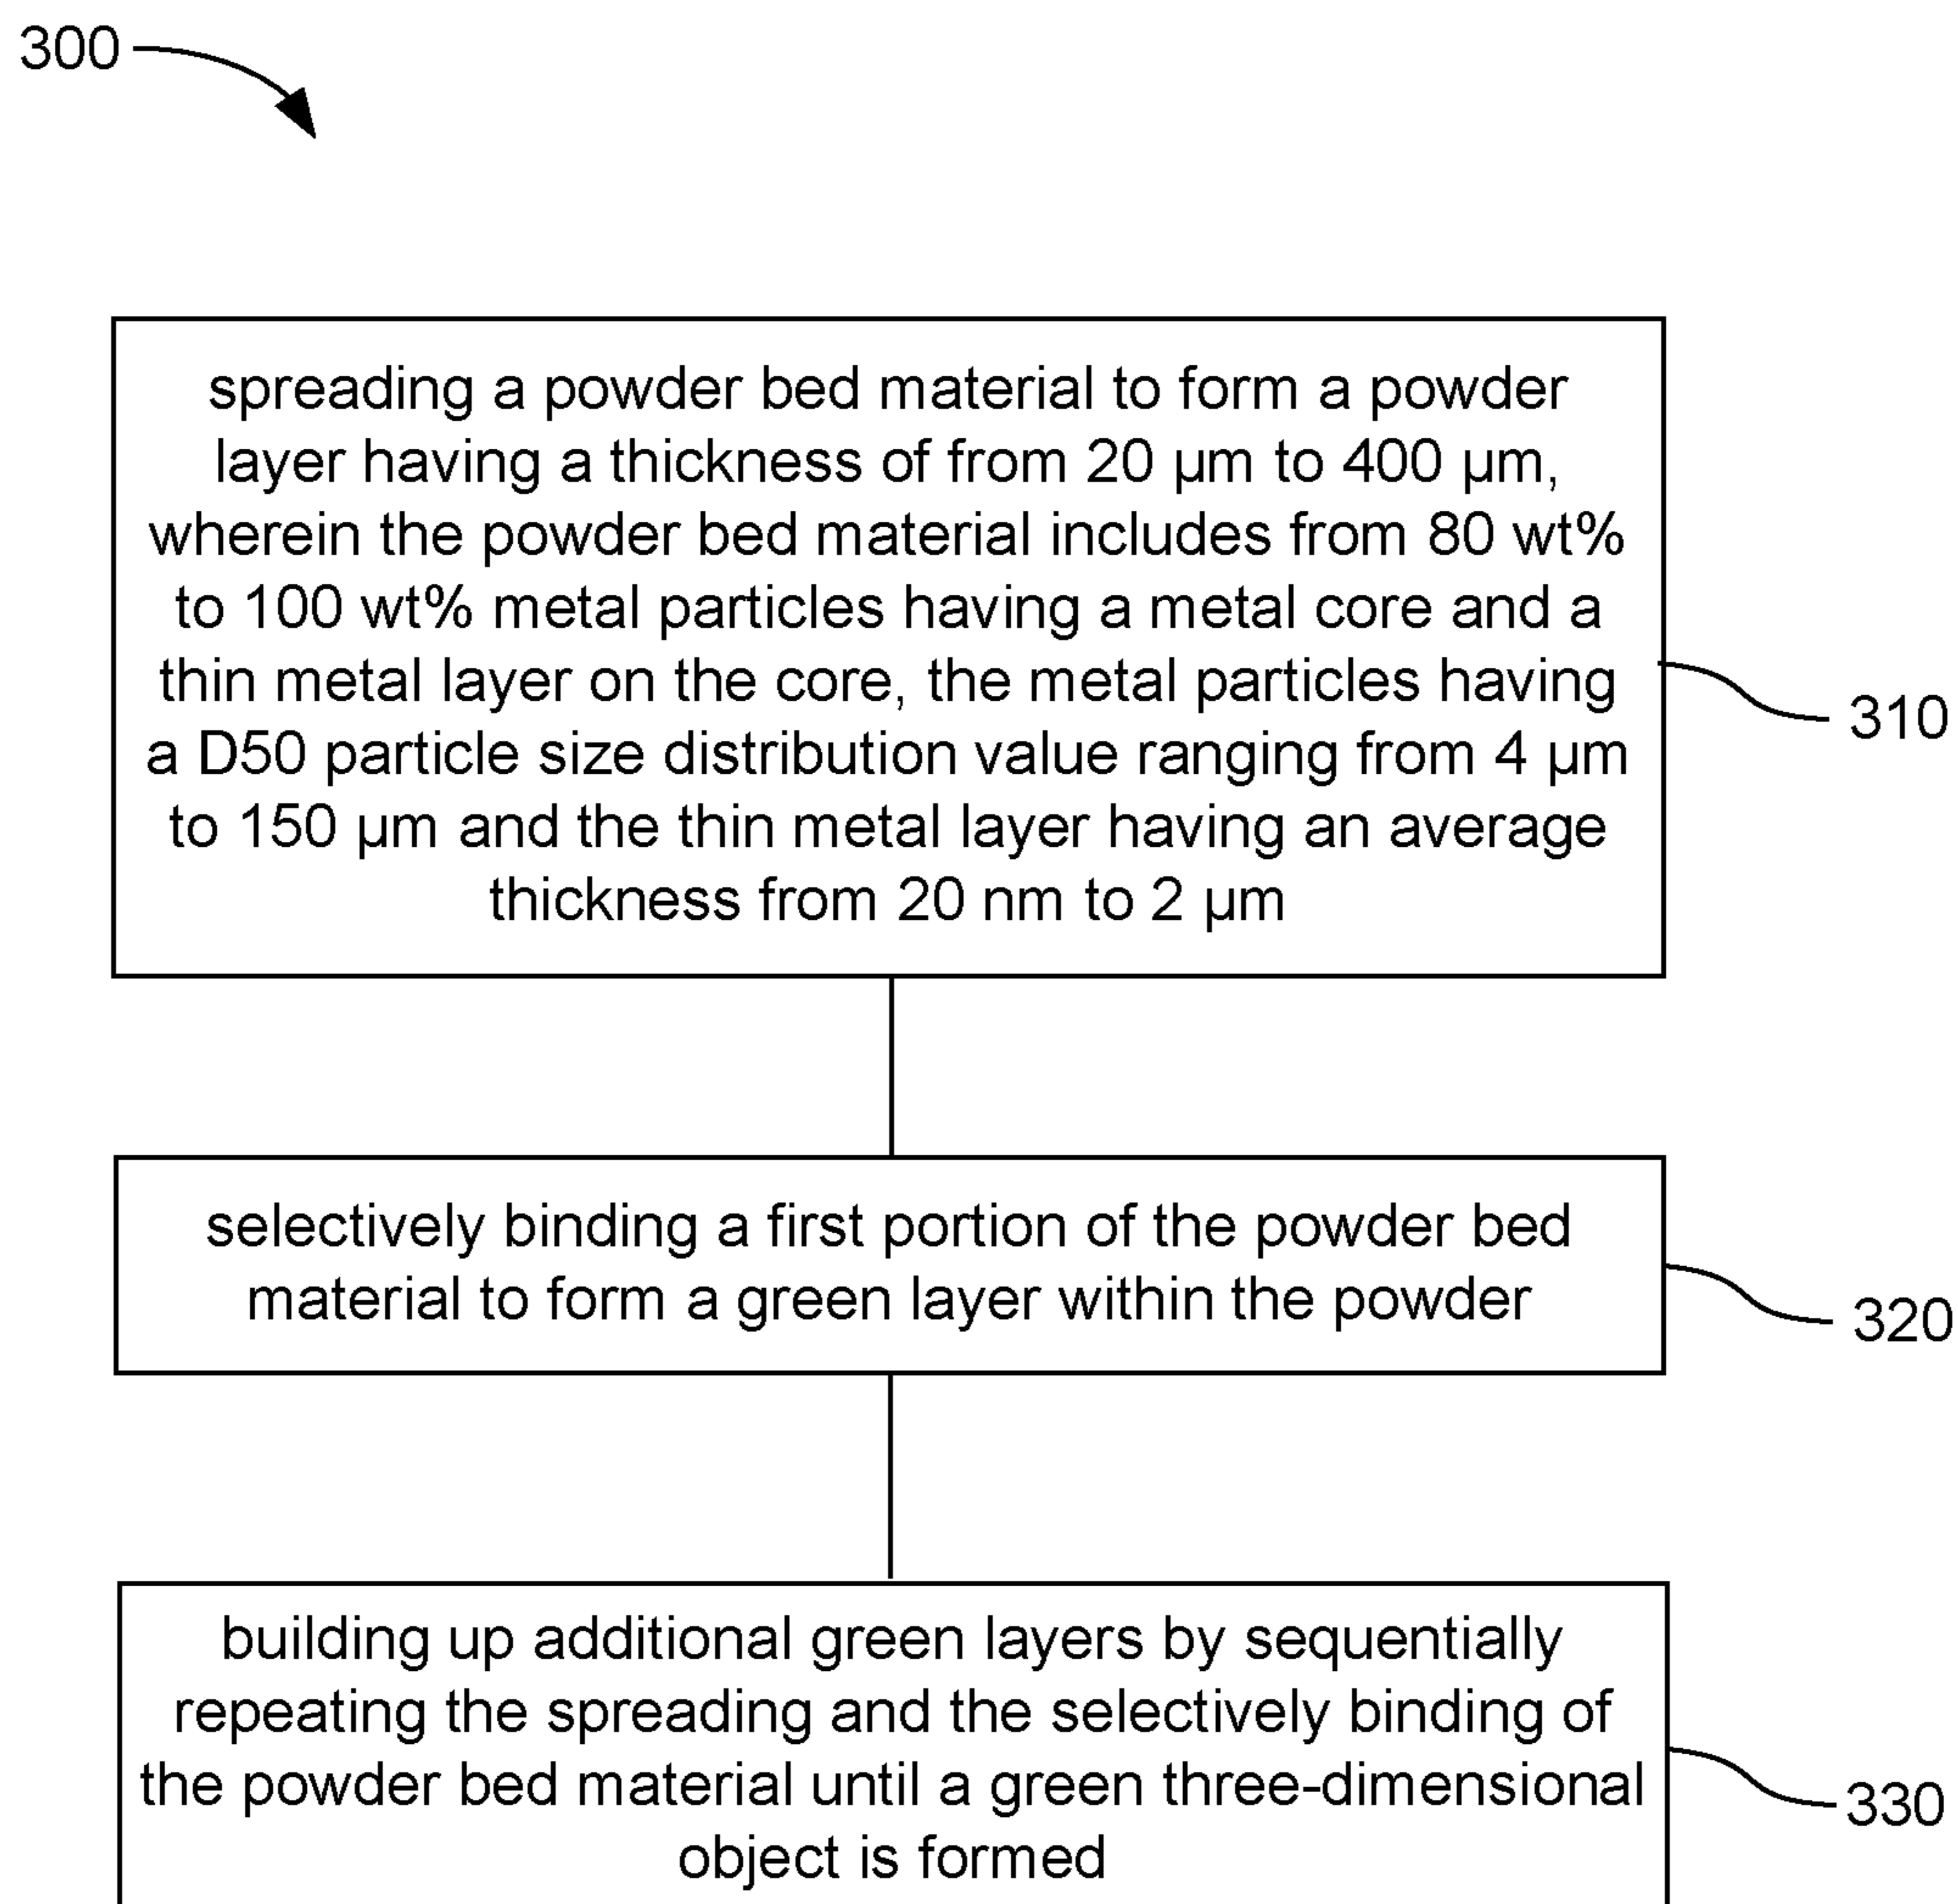 300
spreading a powder bed material to form a powder
layer having a thickness of from 20 µm to 400 µm,
wherein the powder bed material includes from 80 wt%
to 100 wt% metal particles having a metal core and a
thin metal layer on the core, the metal particles having
a D50 particle size distribution value ranging from 4 µm
to 150 µm and the thin metal layer having an average
thickness from 20 nm to 2 µm
310
selectively binding a first portion of the powder bed
material to form a green layer within the powder
320
building up additional green layers by sequentially
repeating the spreading and the selectively binding of
the powder bed material until a green three-dimensional
object is formed
330